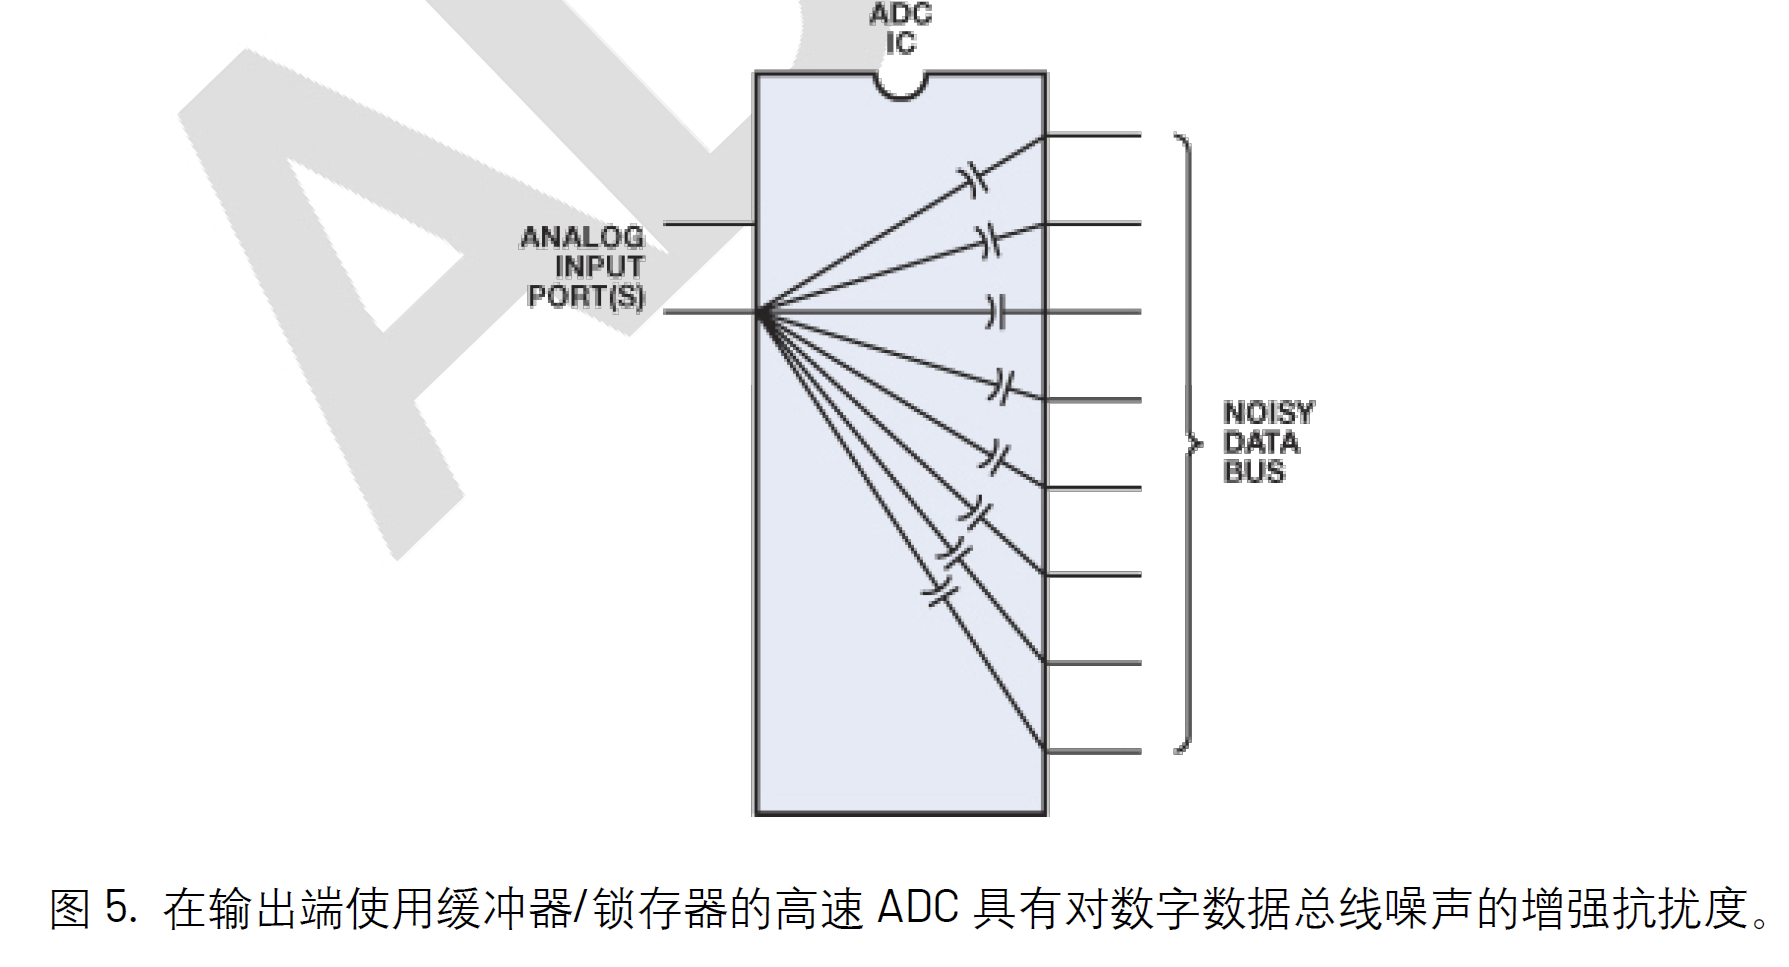 ADC
IC
ANALOG
INPUT
PORT(S)
NOISY
DATA
BUS
图 5. 在输出端使用缓冲器/锁存器的高速 ADC 具有对数字数据总线噪声的增强抗扰度。